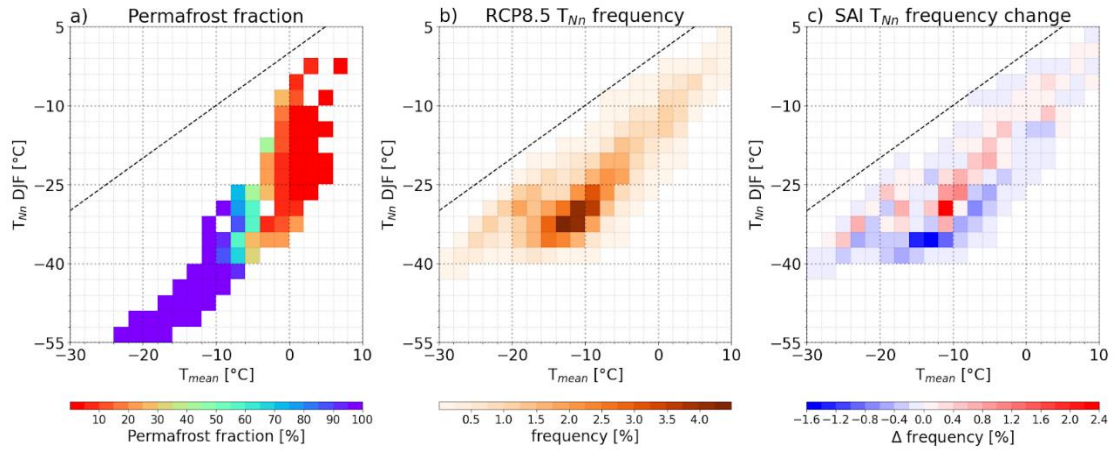 a) Permafrost fraction
b) RCP8.5 T_Nn frequency
c) SAI T_Nn frequency change
T_Nn DJF [°C]
5
−10
−25
−40
−55
−30
−20
−10
0
10
T_mean [°C]
T_Nn DJF [°C]
5
−10
−25
−40
−55
−30
−20
−10
0
10
T_mean [°C]
T_Nn DJF [°C]
5
−10
−25
−40
−55
−30
−20
−10
0
10
T_mean [°C]
10 20 30 40 50 60 70 80 90 100
Permafrost fraction [%]
0.5 1.0 1.5 2.0 2.5 3.0 3.5 4.0
frequency [%]
−1.6 −1.2 −0.8 −0.4 0.0 0.4 0.8 1.2 1.6 2.0 2.4
Δ frequency [%]